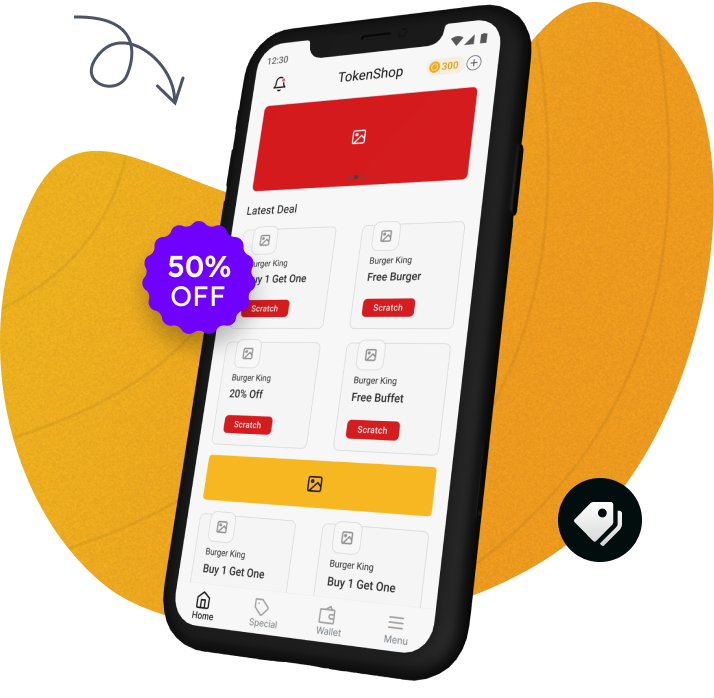 12:30
TokenShop
300
Latest Deal
50%
OFF
Burger King
Buy 1 Get One
Scratch
Burger King
Free Burger
Scratch
Burger King
20% Off
Scratch
Burger King
Free Buffet
Scratch
Burger King
Buy 1 Get One
Burger King
Buy 1 Get One
Home
Special
Wallet
Menu